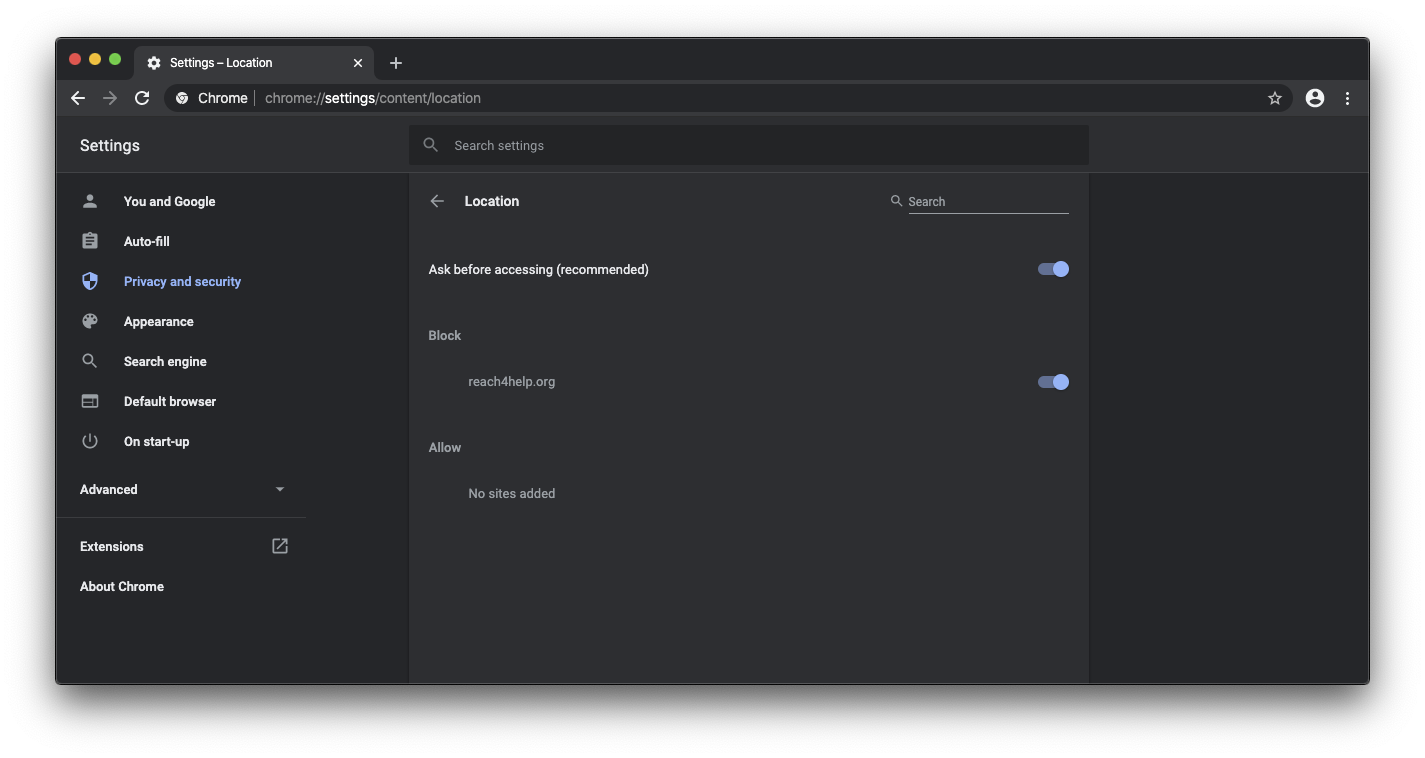 Settings – Location
Chrome chrome://settings/content/location
Settings
Search settings
You and Google
Auto-fill
Privacy and security
Appearance
Search engine
Default browser
On start-up
Advanced
Extensions
About Chrome
Location
Search
Ask before accessing (recommended)
Block
reach4help.org
Allow
No sites added